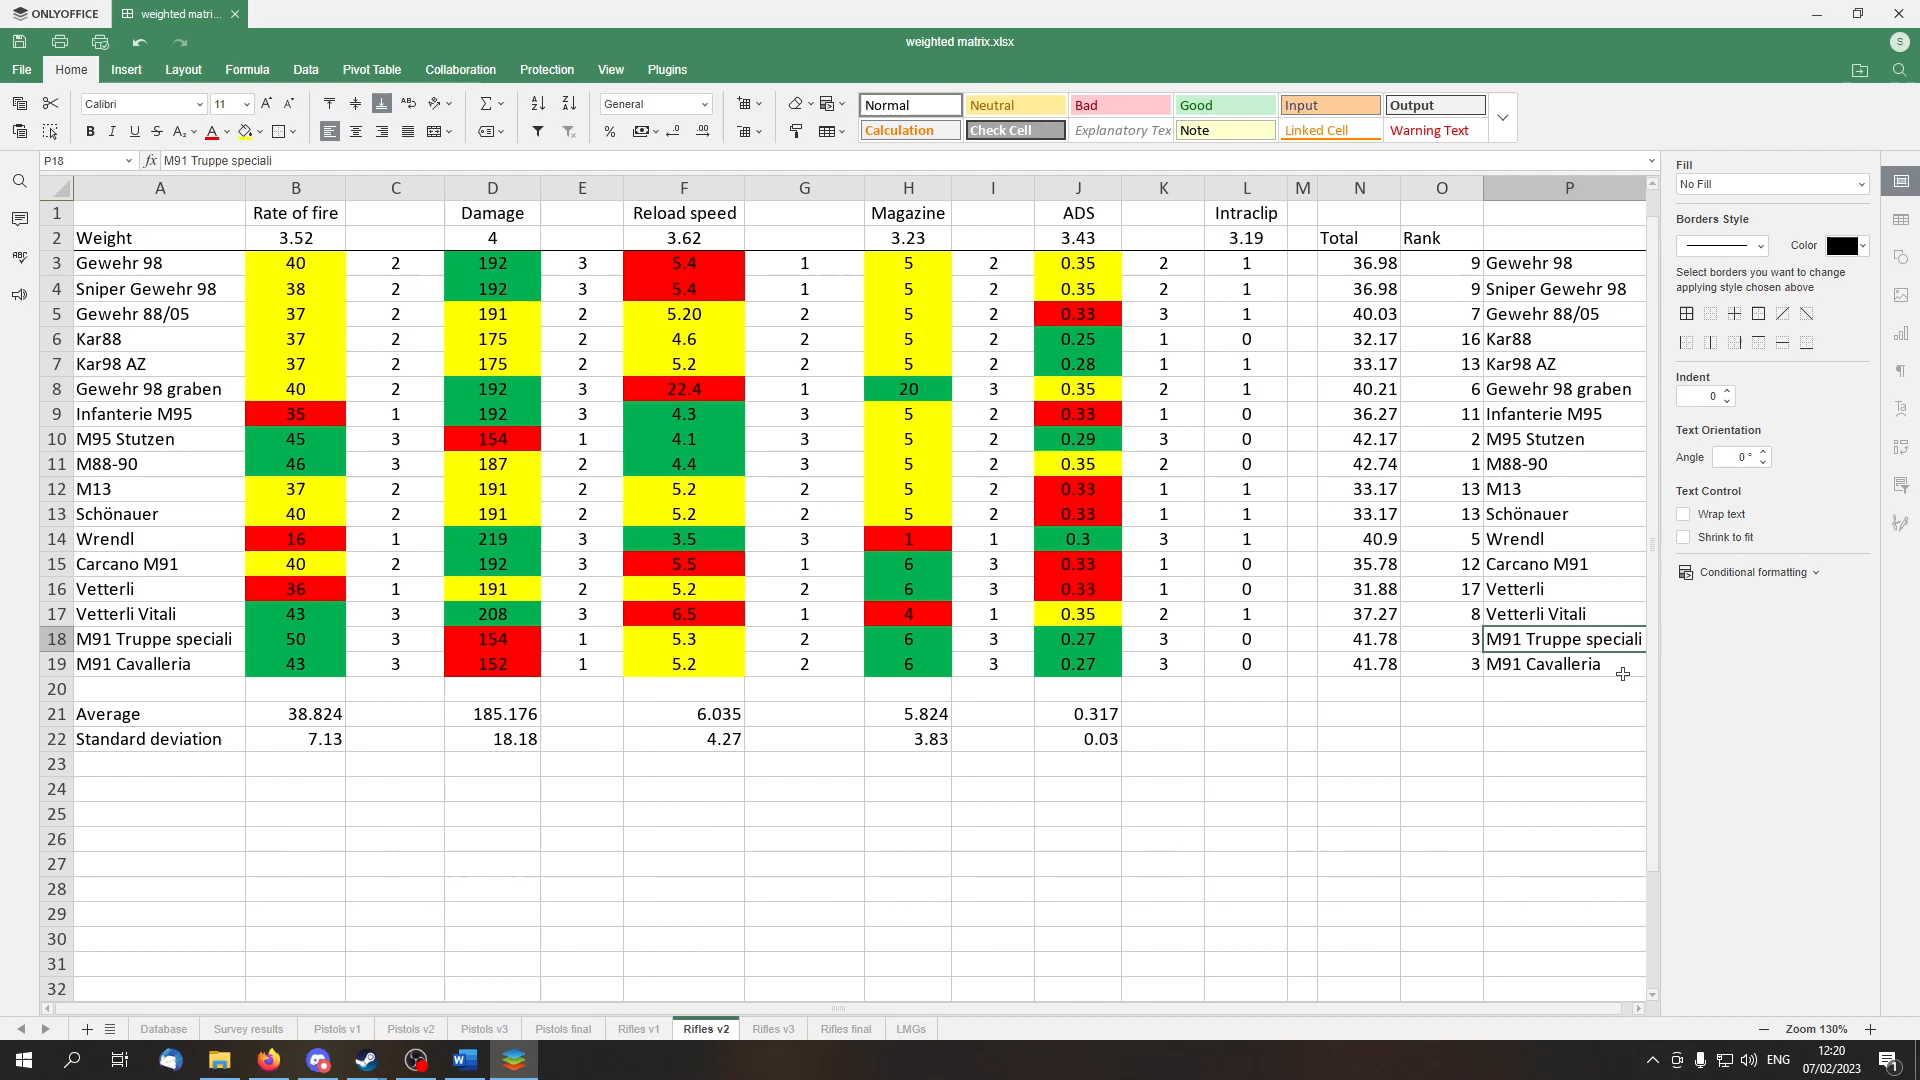 ONLYOFFICE weighted matri...
weighted matrix.xlsx S
File Home Insert Layout Formula Data Pivot Table Collaboration Protection View Plugins
Calibri 11 General Normal Neutral Bad Good Input Output
Calculation Check Cell Explanatory Tex Note Linked Cell Warning Text
P18 fx M91 Truppe speciali
A B C D E F G H I J K L M N O P
1 Rate of fire Damage Reload speed Magazine ADS Intraclip
2 Weight 3.52 4 3.62 3.23 3.43 3.19 Total Rank
3 Gewehr 98 40 2 192 3 5.4 1 5 2 0.35 2 1 36.98 9 Gewehr 98
4 Sniper Gewehr 98 38 2 192 3 5.4 1 5 2 0.35 2 1 36.98 9 Sniper Gewehr 98
5 Gewehr 88/05 37 2 191 2 5.20 2 5 2 0.33 3 1 40.03 7 Gewehr 88/05
6 Kar88 37 2 175 2 4.6 2 5 2 0.25 1 0 32.17 16 Kar88
7 Kar98 AZ 37 2 175 2 5.2 2 5 2 0.28 1 1 33.17 13 Kar98 AZ
8 Gewehr 98 graben 40 2 192 3 22.4 1 20 3 0.35 2 1 40.21 6 Gewehr 98 graben
9 Infanterie M95 35 1 192 3 4.3 3 5 2 0.33 1 0 36.27 11 Infanterie M95
10 M95 Stutzen 45 3 154 1 4.1 3 5 2 0.29 3 0 42.17 2 M95 Stutzen
11 M88-90 46 3 187 2 4.4 3 5 2 0.35 2 0 42.74 1 M88-90
12 M13 37 2 191 2 5.2 2 5 2 0.33 1 1 33.17 13 M13
13 Schönauer 40 2 191 2 5.2 2 5 2 0.33 1 1 33.17 13 Schönauer
14 Wrendl 16 1 219 3 3.5 3 1 1 0.3 3 1 40.9 5 Wrendl
15 Carcano M91 40 2 192 3 5.5 1 6 3 0.33 1 0 35.78 12 Carcano M91
16 Vetterli 36 1 191 2 5.2 2 6 3 0.33 1 0 31.88 17 Vetterli
17 Vetterli Vitali 43 3 208 3 6.5 1 4 1 0.35 2 1 37.27 8 Vetterli Vitali
18 M91 Truppe speciali 50 3 154 1 5.3 2 6 3 0.27 3 0 41.78 3 M91 Truppe speciali
19 M91 Cavalleria 43 3 152 1 5.2 2 6 3 0.27 3 0 41.78 3 M91 Cavalleria
20
21 Average 38.824 185.176 6.035 5.824 0.317
22 Standard deviation 7.13 18.18 4.27 3.83 0.03
23
24
25
26
27
28
29
30
31
32
Fill
No Fill
Borders Style
Color
Select borders you want to change
applying style chosen above
Indent
0
Text Orientation
Angle 0 °
Text Control
Wrap text
Shrink to fit
Conditional formatting
Database Survey results Pistols v1 Pistols v2 Pistols v3 Pistols final Rifles v1 Rifles v2 Rifles v3 Rifles final LMGs Zoom 130%
ENG 12:20
07/02/2023 1